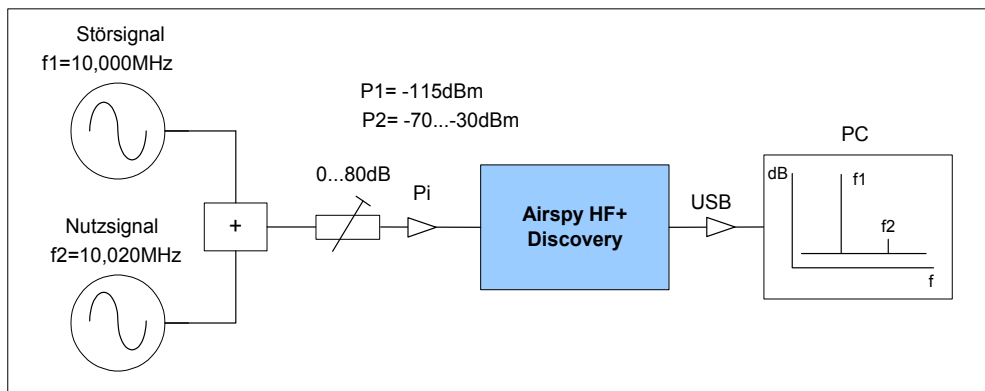 Störsignal
f1=10,000MHz
P1= -115dBm
P2= -70...-30dBm
0...80dB
Pi
Nutzsignal
f2=10,020MHz
+
Airspy HF+
Discovery
USB
PC
dB
f1
f2
f